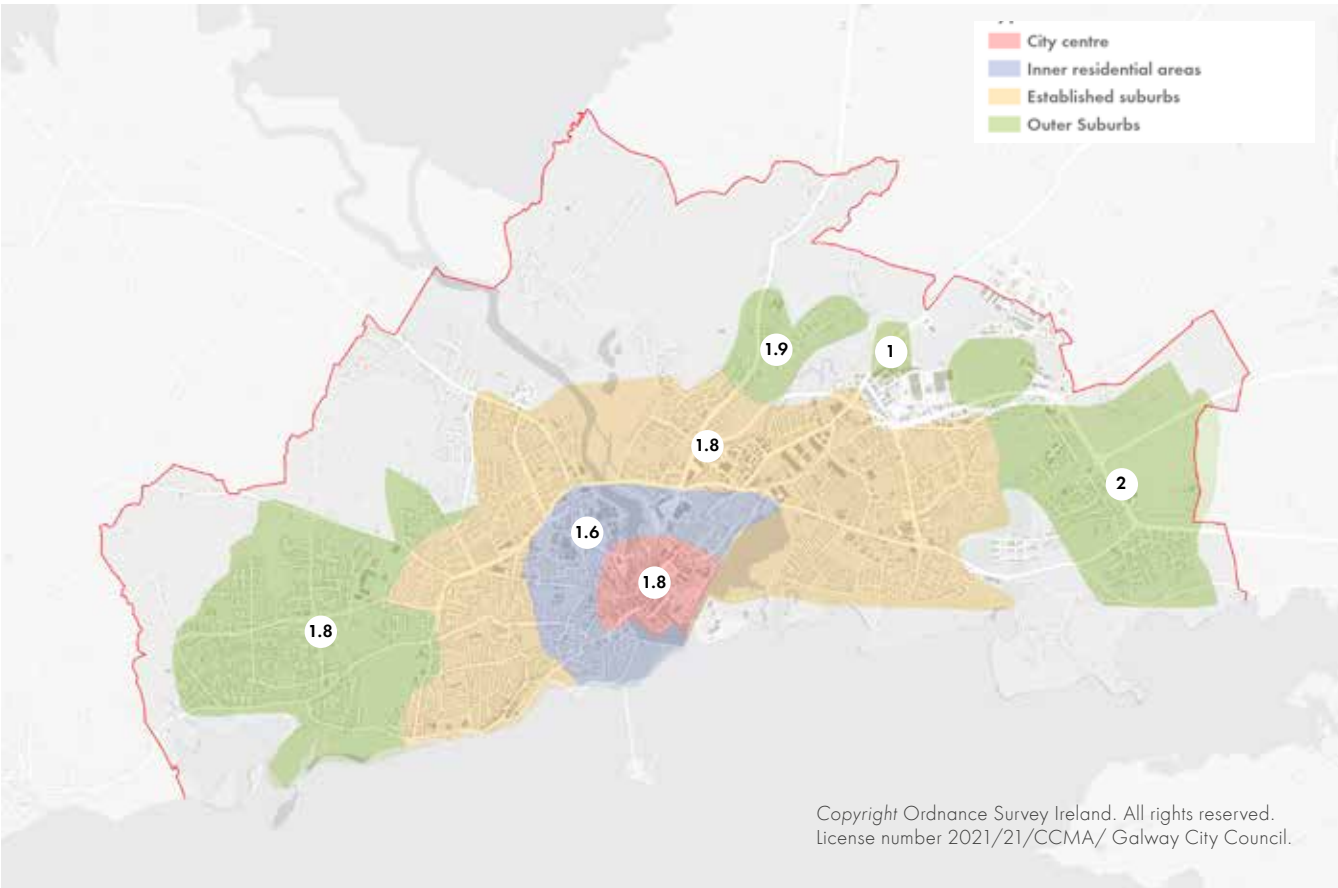 City centre
Inner residential areas
Established suburbs
Outer Suburbs
1.9
1
1.8
2
1.6
1.8
1.8
Copyright Ordnance Survey Ireland. All rights reserved.
License number 2021/21/CCMA/ Galway City Council.